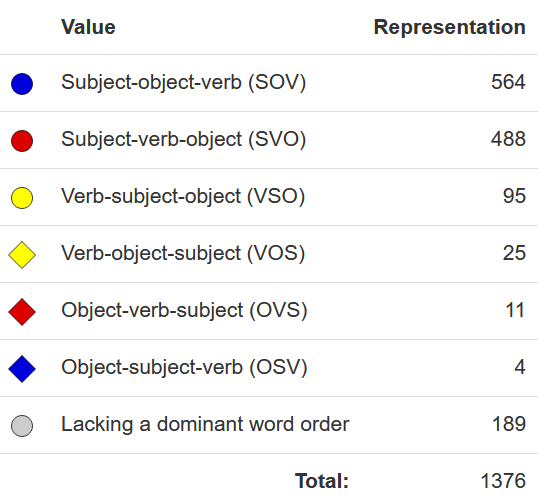 Value Representation
Subject-object-verb (SOV) 564
Subject-verb-object (SVO) 488
Verb-subject-object (VSO) 95
Verb-object-subject (VOS) 25
Object-verb-subject (OVS) 11
Object-subject-verb (OSV) 4
Lacking a dominant word order 189
Total: 1376